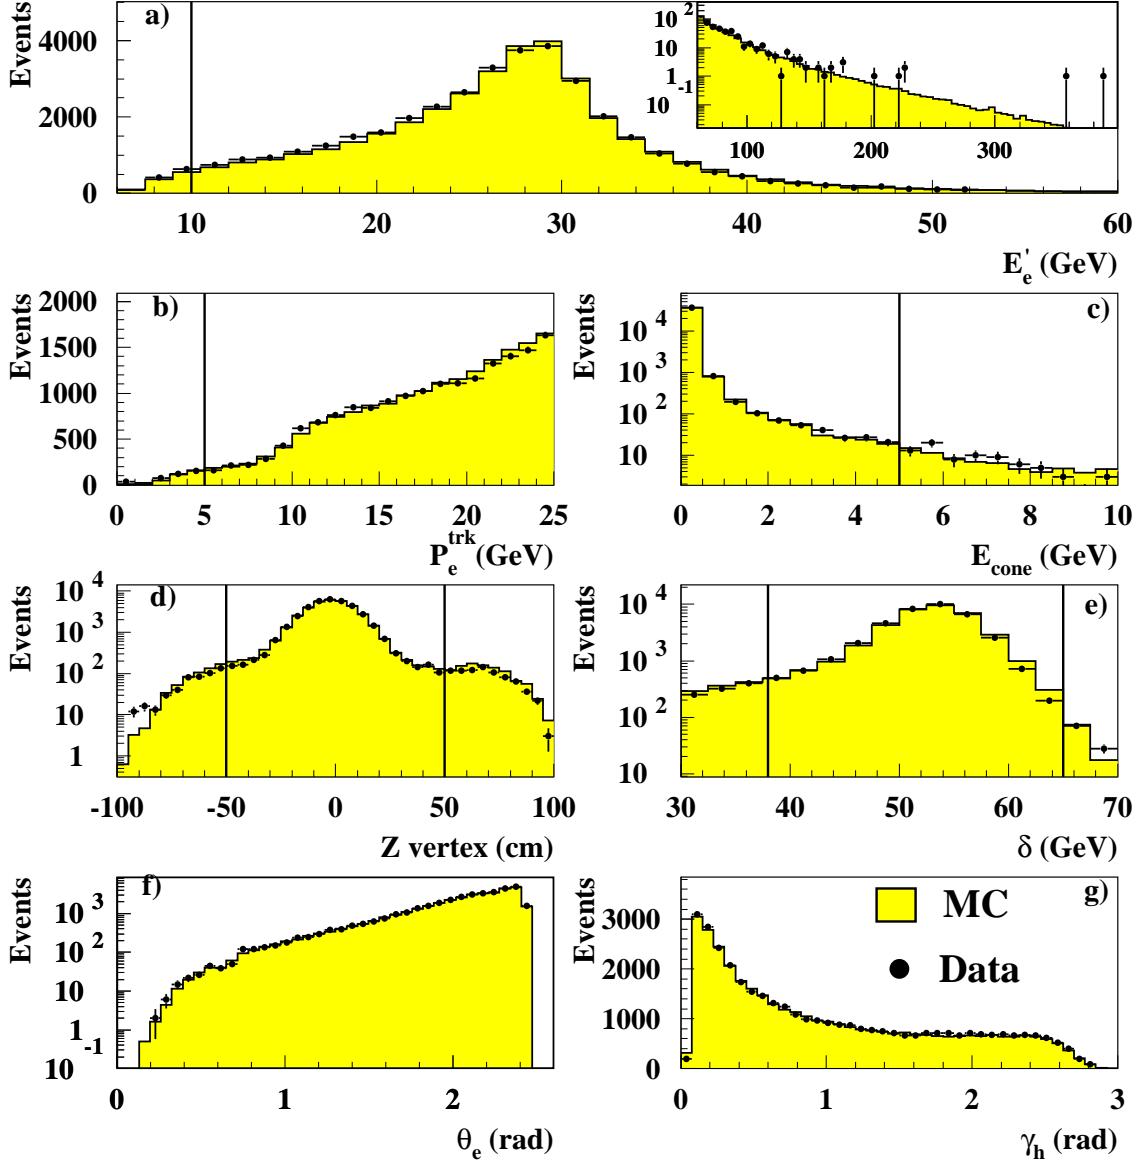 a)
Events
4000
2000
0
10 20 30 40 50 60
E'e (GeV)
10^2
10
1
10^-1
100 200 300
b)
Events
2000
1500
1000
500
0
0 5 10 15 20 25
P_e^trk (GeV)
c)
Events
10^4
10^3
10^2
10
0 2 4 6 8 10
E_cone (GeV)
d)
Events
10^4
10^3
10^2
10
1
-100 -50 0 50 100
Z vertex (cm)
e)
Events
10^4
10^3
10^2
10
30 40 50 60 70
δ (GeV)
f)
Events
10^3
10^2
10
1
10^-1
0 1 2
θ_e (rad)
g)
Events
3000
2000
1000
0
MC
Data
0 1 2 3
γ_h (rad)